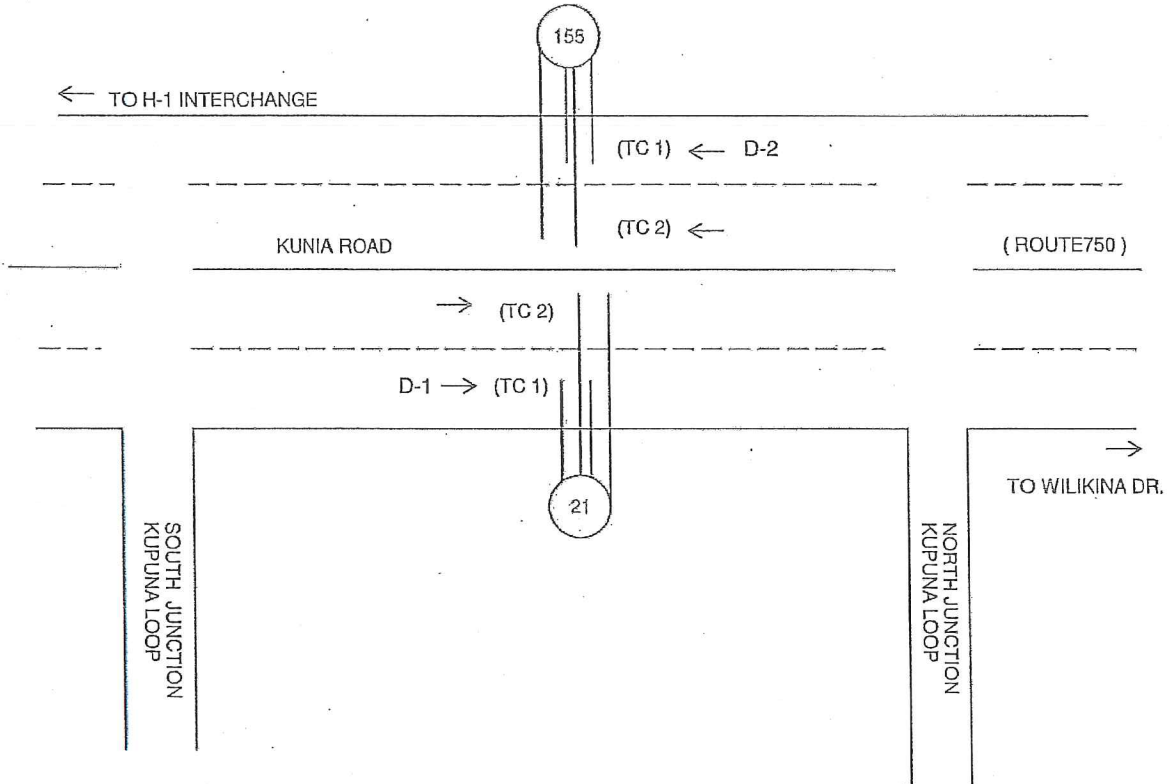 155
← TO H-1 INTERCHANGE
(TC 1) ← D-2
(TC 2) ←
KUNIA ROAD
( ROUTE750 )
→ (TC 2)
D-1 → (TC 1)
→
TO WILIKINA DR.
21
SOUTH JUNCTION
KUPUNA LOOP
NORTH JUNCTION
KUPUNA LOOP